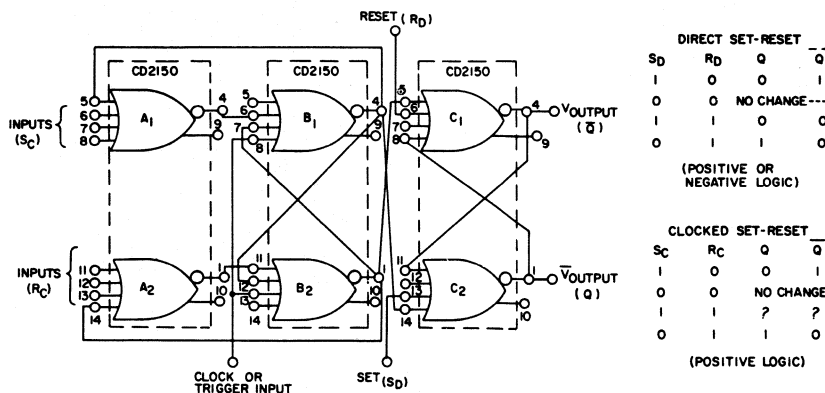 RESET (RD)
CD2150
CD2150
CD2150
5
6
7
8
A1
4
9
INPUTS
(SC)
5
6
7
8
B1
4
9
5
6
7
8
C1
4
9
VOUTPUT
(Q̅)
11
12
13
14
A2
1
10
INPUTS
(RC)
11
12
13
14
B2
1
10
11
12
13
14
C2
1
10
V̅OUTPUT
(Q)
CLOCK OR
TRIGGER INPUT
SET (SD)
DIRECT SET-RESET
SD RD Q Q̅
1 0 0 1
0 0 NO CHANGE---
1 1 0 0
0 1 1 0
(POSITIVE OR
NEGATIVE LOGIC)
CLOCKED SET-RESET
SC RC Q Q̅
1 0 0 1
0 0 NO CHANGE
1 1 ? ?
0 1 1 0
(POSITIVE LOGIC)